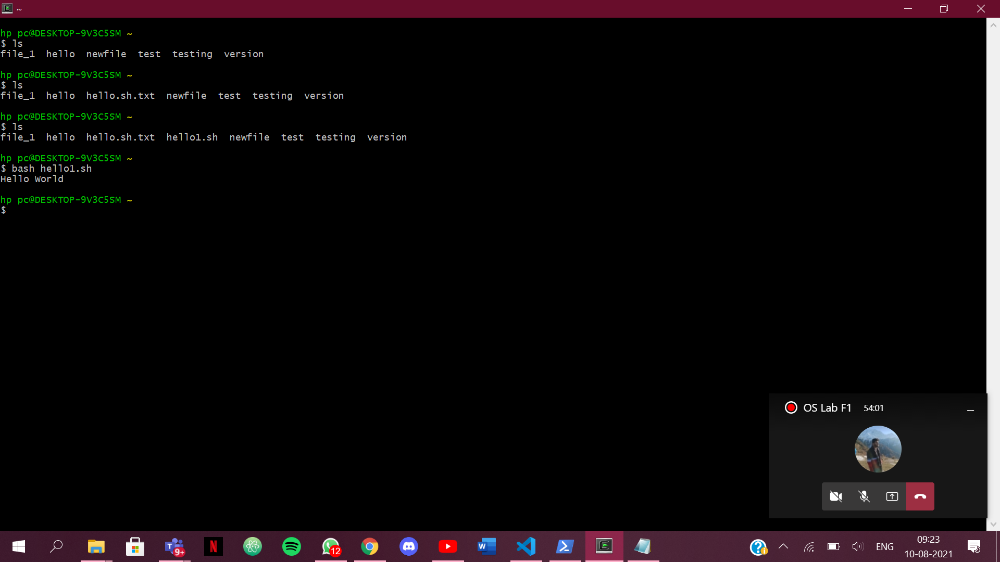 ~
hp pc@DESKTOP-9V3C5SM ~
$ ls
file_1  hello  newfile  test  testing  version
hp pc@DESKTOP-9V3C5SM ~
$ ls
file_1  hello  hello.sh.txt  newfile  test  testing  version
hp pc@DESKTOP-9V3C5SM ~
$ ls
file_1  hello  hello.sh.txt  hello1.sh  newfile  test  testing  version
hp pc@DESKTOP-9V3C5SM ~
$ bash hello1.sh
Hello World
hp pc@DESKTOP-9V3C5SM ~
$
OS Lab F1 54:01
T 9+ N 12 W ENG 09:23
10-08-2021